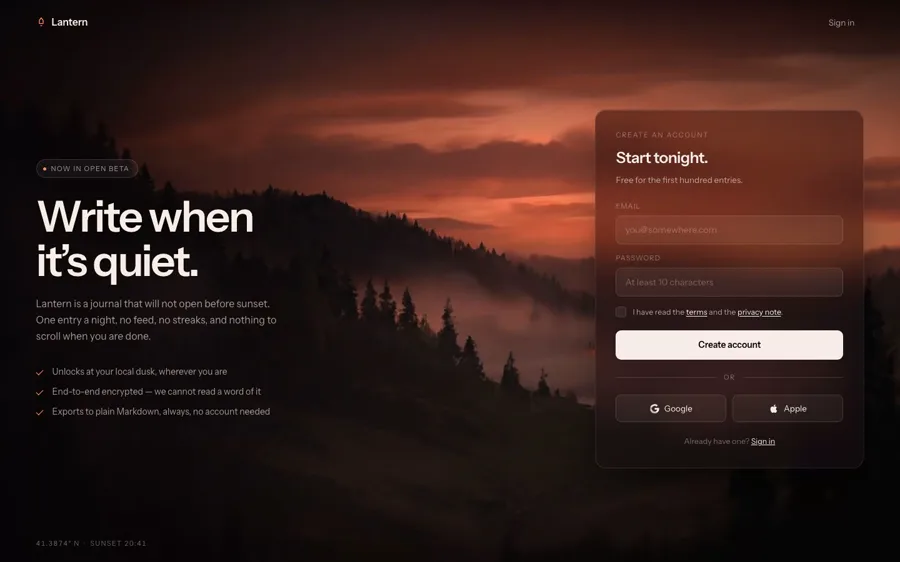 Lantern
Sign in
NOW IN OPEN BETA
Write when
it's quiet.
Lantern is a journal that will not open before sunset.
One entry a night, no feed, no streaks, and nothing to
scroll when you are done.
Unlocks at your local dusk, wherever you are
End-to-end encrypted — we cannot read a word of it
Exports to plain Markdown, always, no account needed
41.3874° N · SUNSET 20:41
CREATE AN ACCOUNT
Start tonight.
Free for the first hundred entries.
EMAIL
you@somewhere.com
PASSWORD
At least 10 characters
I have read the terms and the privacy note.
Create account
OR
Google
Apple
Already have one? Sign in